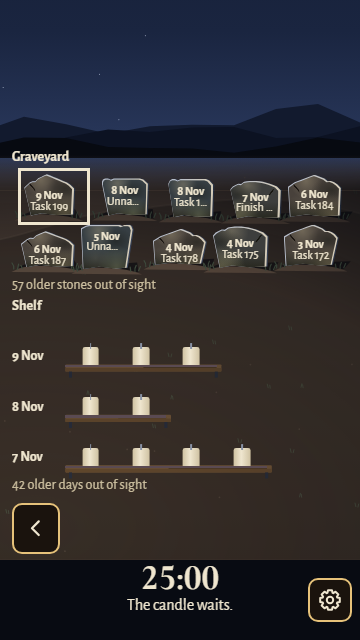 Graveyard
9 Nov
Task 199
8 Nov
Unna...
8 Nov
Task 1...
7 Nov
Finish ...
6 Nov
Task 184
6 Nov
Task 187
5 Nov
Unna...
4 Nov
Task 178
4 Nov
Task 175
3 Nov
Task 172
57 older stones out of sight
Shelf
9 Nov
8 Nov
7 Nov
42 older days out of sight
25:00
The candle waits.